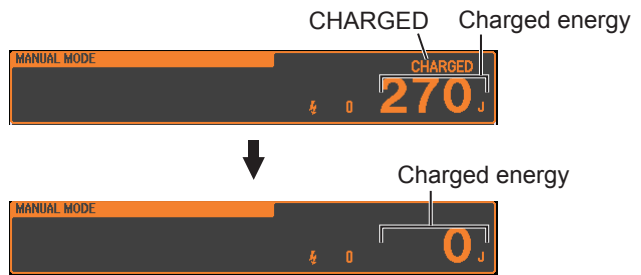 CHARGED Charged energy
MANUAL MODE
CHARGED
0 270 J
Charged energy
MANUAL MODE
0 0 J